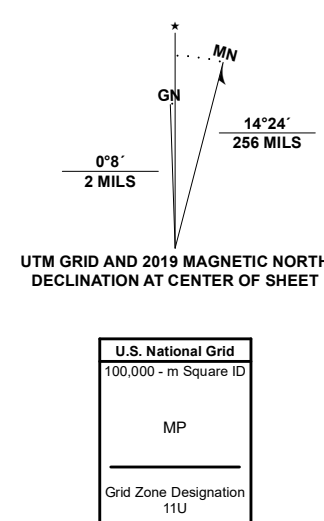 ★
MN
GN
14°24´
256 MILS
0°8´
2 MILS
UTM GRID AND 2019 MAGNETIC NORTH
DECLINATION AT CENTER OF SHEET
U.S. National Grid
100,000 - m Square ID
MP
Grid Zone Designation
11U